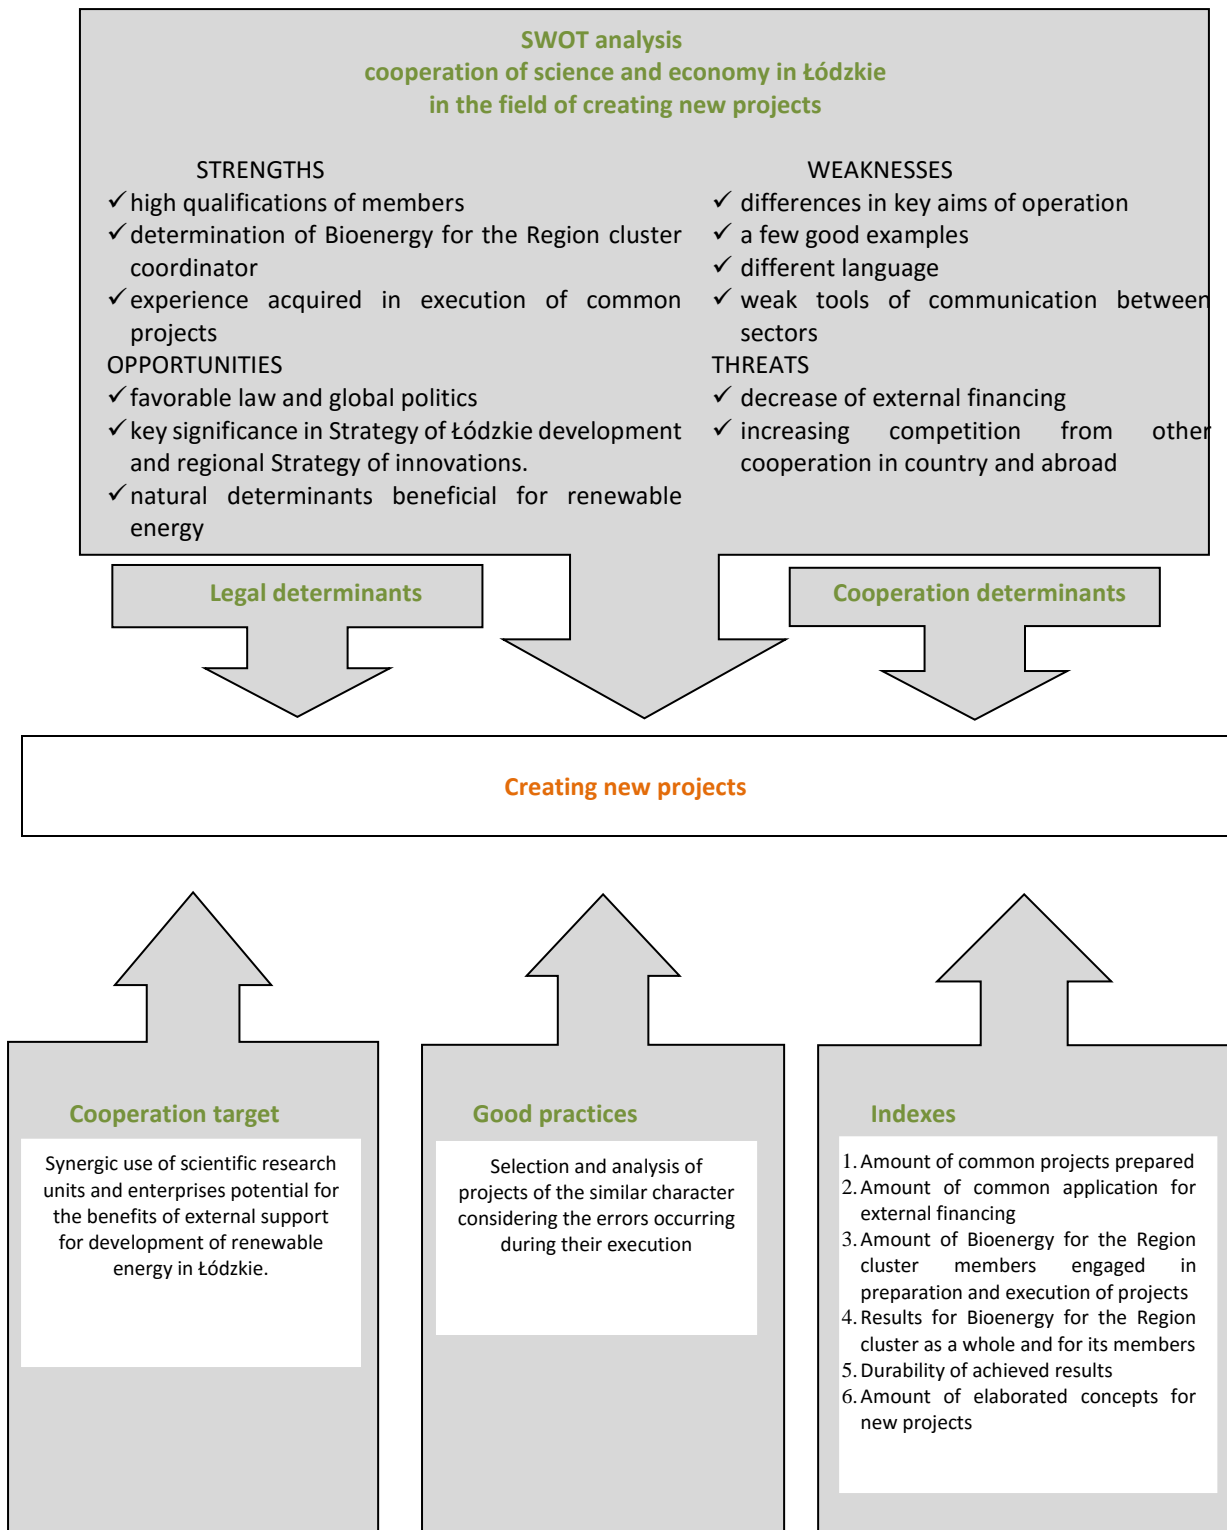 SWOT analysis
cooperation of science and economy in Łódzkie
in the field of creating new projects
STRENGTHS
✓ high qualifications of members
✓ determination of Bioenergy for the Region cluster
coordinator
✓ experience acquired in execution of common
projects
OPPORTUNITIES
✓ favorable law and global politics
✓ key significance in Strategy of Łódzkie development
and regional Strategy of innovations.
✓ natural determinants beneficial for renewable
energy
WEAKNESSES
✓ differences in key aims of operation
✓ a few good examples
✓ different language
✓ weak tools of communication between
sectors
THREATS
✓ decrease of external financing
✓ increasing competition from other
cooperation in country and abroad
Legal determinants
Cooperation determinants
Creating new projects
Cooperation target
Synergic use of scientific research
units and enterprises potential for
the benefits of external support
for development of renewable
energy in Łódzkie.
Good practices
Selection and analysis of
projects of the similar character
considering the errors occurring
during their execution
Indexes
1. Amount of common projects prepared
2. Amount of common application for
external financing
3. Amount of Bioenergy for the Region
cluster members engaged in
preparation and execution of projects
4. Results for Bioenergy for the Region
cluster as a whole and for its members
5. Durability of achieved results
6. Amount of elaborated concepts for
new projects